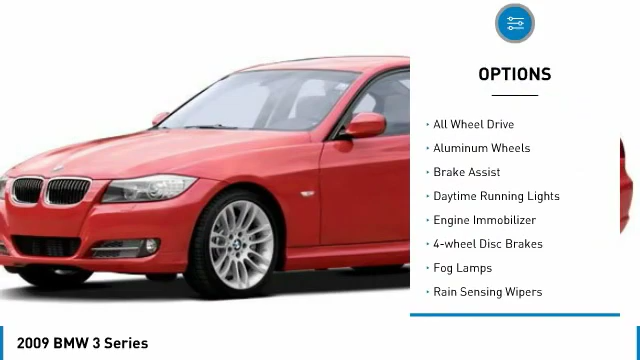 OPTIONS
• All Wheel Drive
• Aluminum Wheels
• Brake Assist
• Daytime Running Lights
• Engine Immobilizer
• 4-wheel Disc Brakes
• Fog Lamps
• Rain Sensing Wipers
2009 BMW 3 Series